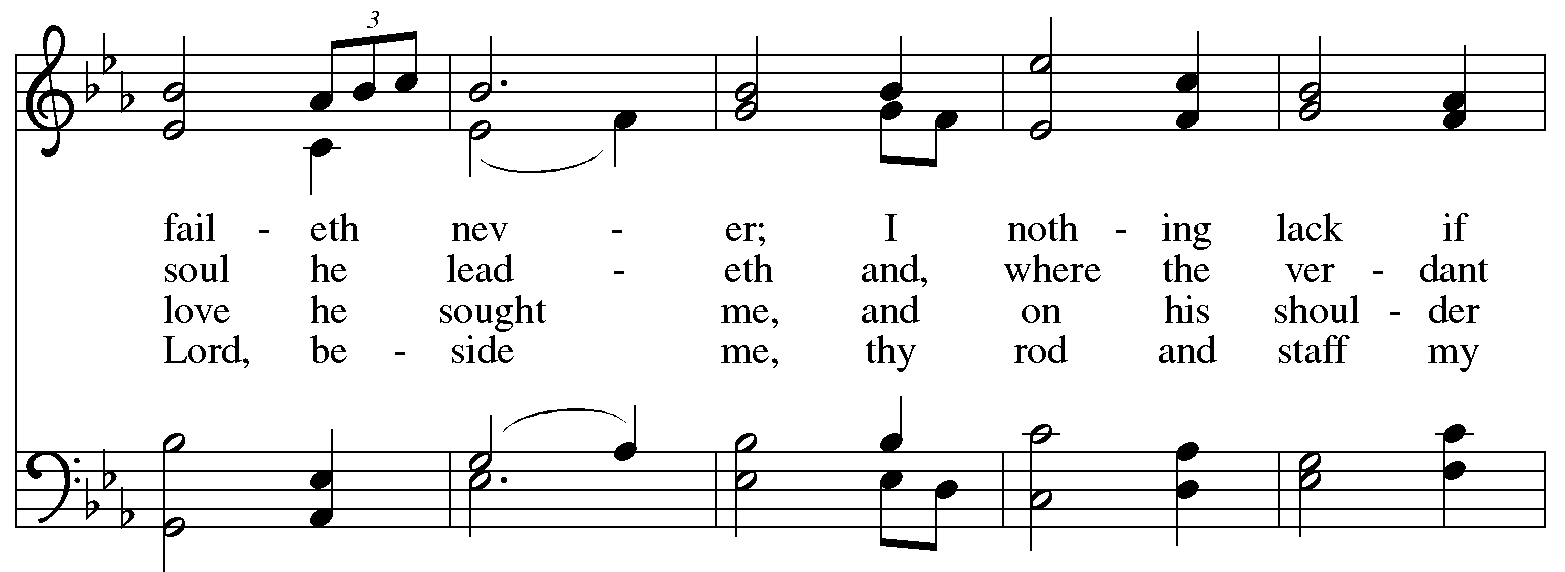 3
fail - eth nev - er; I noth - ing lack if
soul he lead - eth and, where the ver - dant
love he sought me, and on his shoul - der
Lord, be - side me, thy rod and staff my